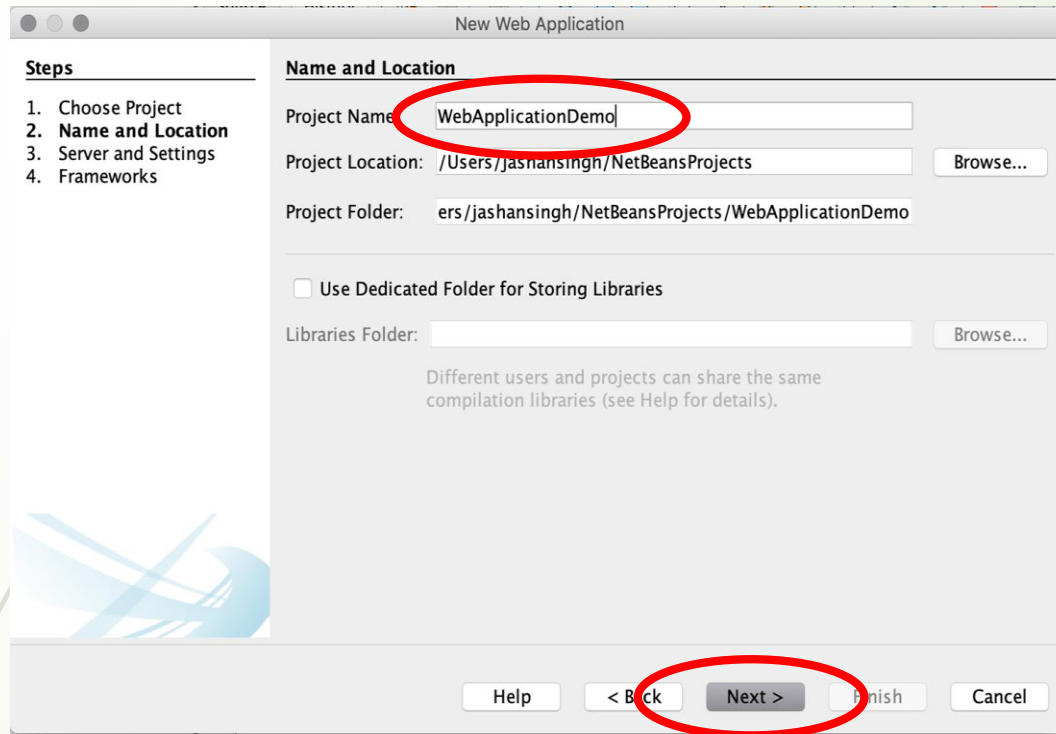 New Web Application
Steps
1. Choose Project
2. Name and Location
3. Server and Settings
4. Frameworks
Name and Location
Project Name
WebApplicationDemo
Project Location: /Users/jashansingh/NetBeansProjects Browse...
Project Folder: ers/jashansingh/NetBeansProjects/WebApplicationDemo
Use Dedicated Folder for Storing Libraries
Libraries Folder: Browse...
Different users and projects can share the same
compilation libraries (see Help for details).
Help < Back Next > Finish Cancel